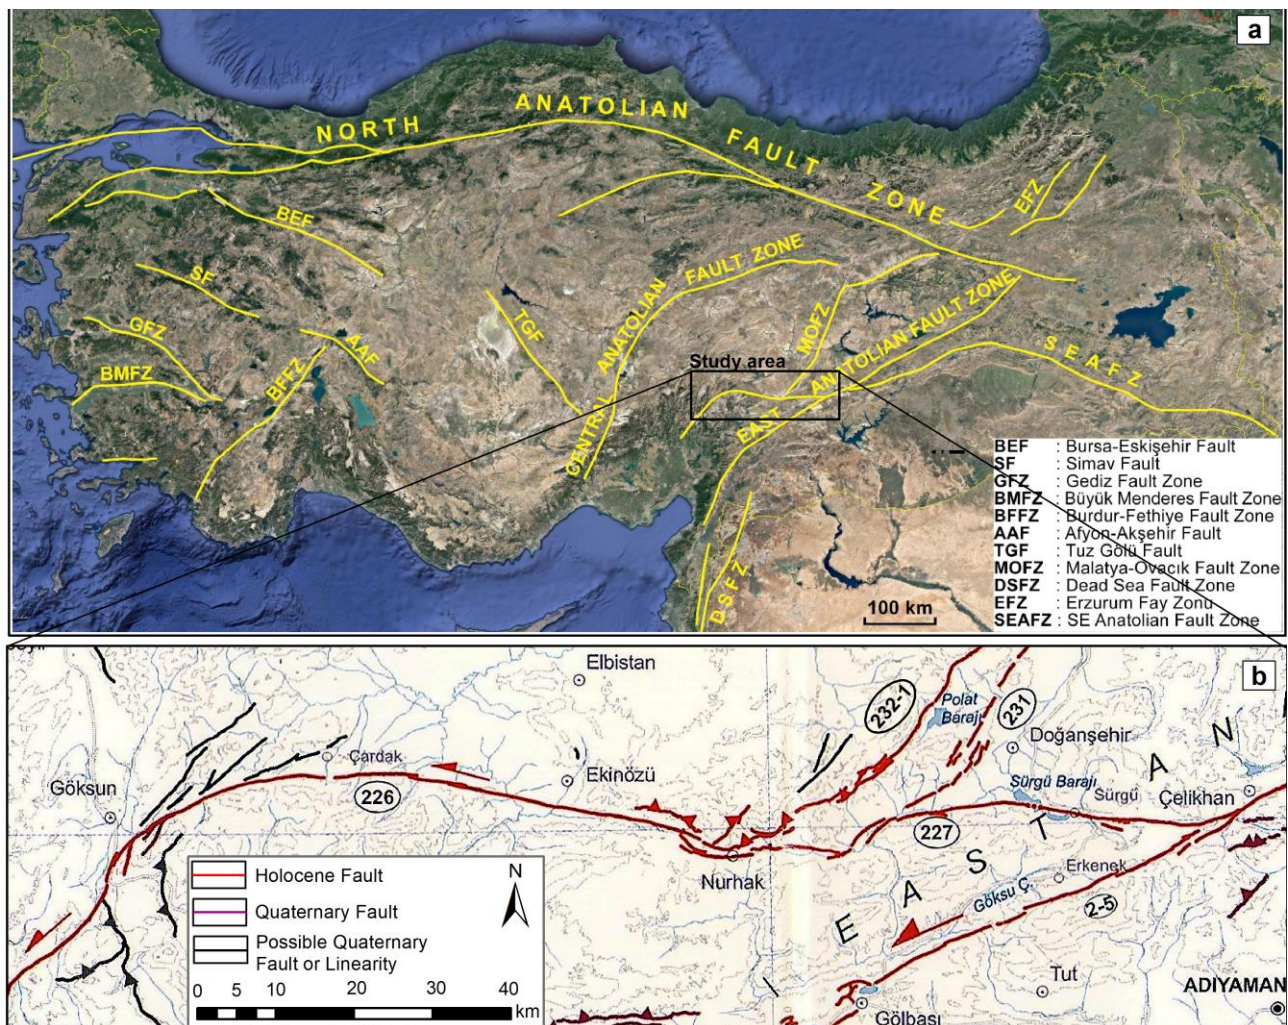 a
NORTH ANATOLIAN FAULT ZONE
EFZ
BEF
SF
GFZ
BMFZ
BFFZ
AAF
TGF
CENTRAL ANATOLIAN FAULT ZONE
MOFZ
EAST ANATOLIAN FAULT ZONE
SEAFZ
Study area
DSFZ
100 km
BEF : Bursa-Eskişehir Fault
SF : Simav Fault
GFZ : Gediz Fault Zone
BMFZ : Büyük Menderes Fault Zone
BFFZ : Burdur-Fethiye Fault Zone
AAF : Afyon-Akşehir Fault
TGF : Tuz Gölü Fault
MOFZ : Malatya-Ovacık Fault Zone
DSFZ : Dead Sea Fault Zone
EFZ : Erzurum Fay Zonu
SEAFZ : SE Anatolian Fault Zone
b
Elbistan
232-1
Polat
Barajı
231
Doğanşehir
Çardak
Göksun
226
Ekinözü
Sürgü Barajı
Sürgü
Çelikhan
227
Nurhak
Erkenek
Göksu Ç.
2-5
EAST AN
Tut
ADIYAMAN
Gölbaşı
Holocene Fault
Quaternary Fault
Possible Quaternary
Fault or Linearity
N
0 5 10 20 30 40
km